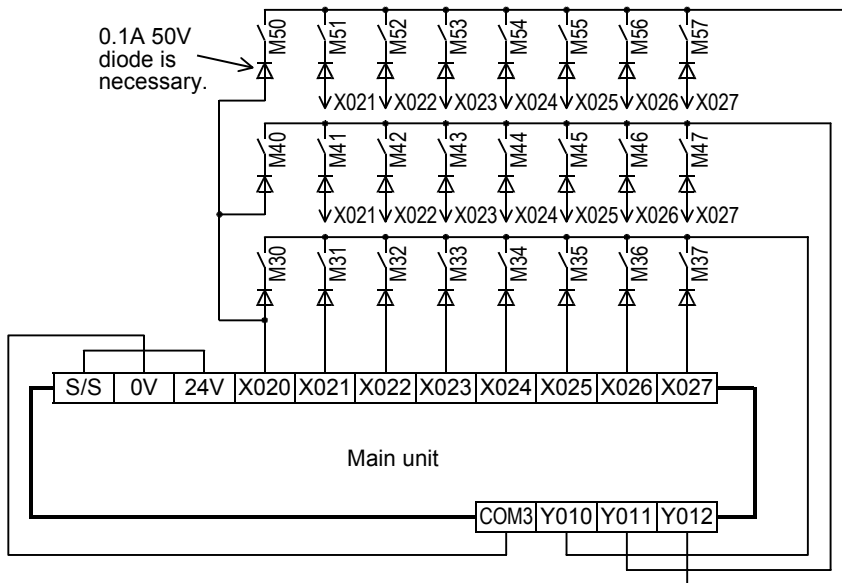 0.1A 50V
diode is
necessary.
M50 M51 M52 M53 M54 M55 M56 M57
X021 X022 X023 X024 X025 X026 X027
M40 M41 M42 M43 M44 M45 M46 M47
X021 X022 X023 X024 X025 X026 X027
M30 M31 M32 M33 M34 M35 M36 M37
S/S 0V 24V X020 X021 X022 X023 X024 X025 X026 X027
Main unit
COM3 Y010 Y011 Y012